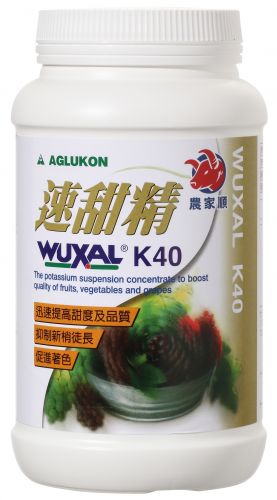 AGLUKON
農家順
速甜精
WUXAL® K40
The potassium suspension concentrate to boost
quality of fruits, vegetables and grapes
迅速提高甜度及品質
抑制新梢徒長
促進著色
WUXAL K40